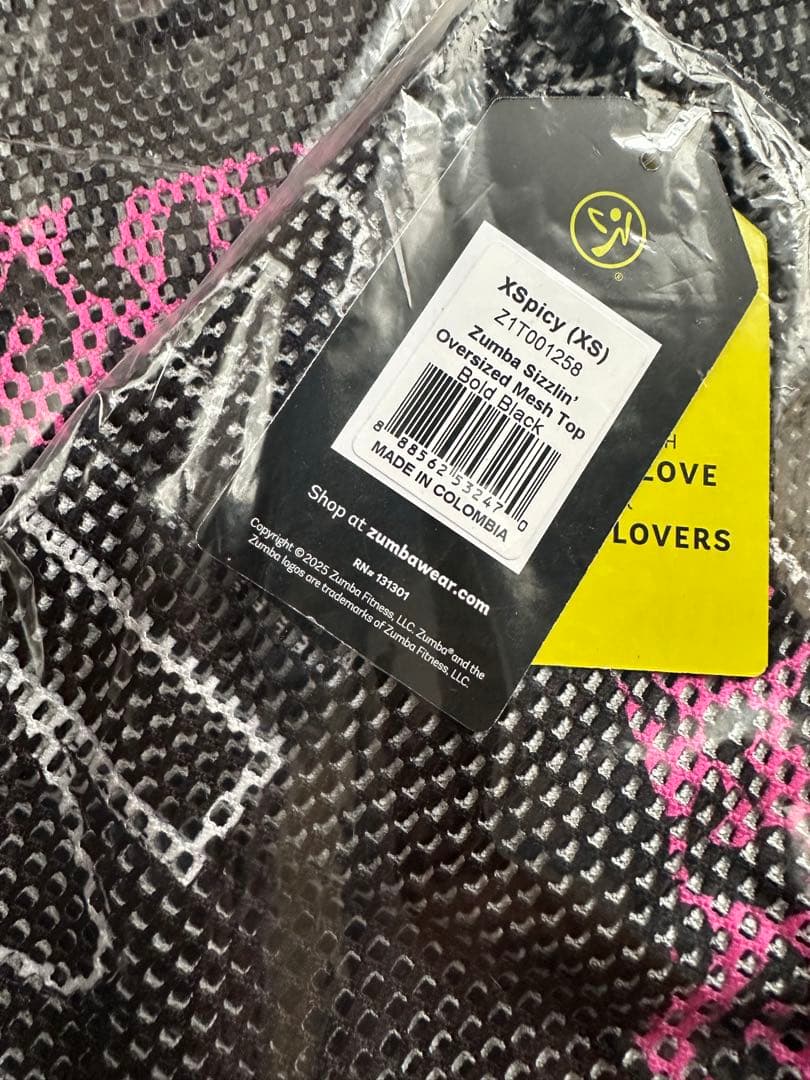 XSpicy (XS)
Z1T001258
Zumba Sizzlin’
Oversized Mesh Top
Bold Black
8 88562 53247 0
MADE IN COLOMBIA
Shop at zumbawear.com
RN# 131301
Copyright © 2025 Zumba Fitness, LLC. Zumba® and the
Zumba logos are trademarks of Zumba Fitness, LLC.
LOVE
LOVERS